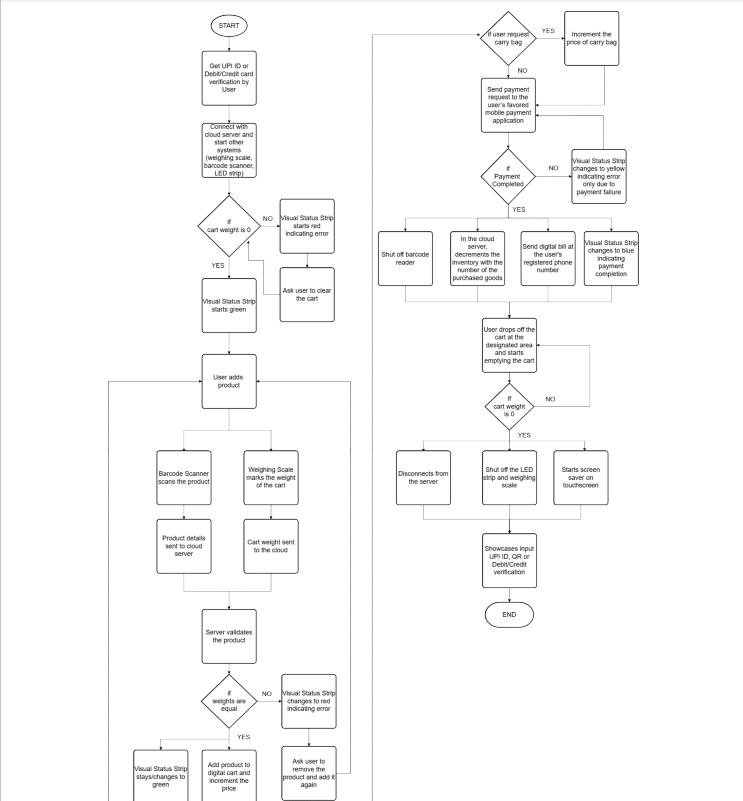 START
Get UPI ID or
Debit/Credit card
verification by
User
Connect with
cloud server and
start other
systems
(weighing scale,
barcode scanner,
LED strip)
If
cart weight is 0
NO
Visual Status Strip
starts red
indicating error
Ask user to clear
the cart
YES
Visual Status Strip
starts green
User adds
product
Barcode Scanner
scans the product
Weighing Scale
marks the weight
of the cart
Product details
sent to cloud
server
Cart weight sent
to the cloud
Server validates
the product
if
weights are
equal
NO
Visual Status Strip
changes to red
indicating error
YES
Visual Status Strip
stays/changes to
green
Add product to
digital cart and
increment the
price
Ask user to
remove the
product and add it
again
If user request
carry bag
YES
Increment the
price of carry bag
NO
Send payment
request to the
user's favored
mobile payment
application
if
Payment
Completed
NO
Visual Status Strip
changes to yellow
indicating error
only due to
payment failure
YES
Shut off barcode
reader
In the cloud
server,
decrements the
inventory with the
number of the
purchased goods
Send digital bill at
the user's
registered phone
number
Visual Status Strip
changes to blue
indicating
payment
completion
User drops off the
cart at the
designated area
and starts
emptying the cart
If
cart weight
is 0
NO
YES
Disconnects from
the server
Shut off the LED
strip and weighing
scale
Starts screen
saver on
touchscreen
Showcases input
UPI ID, QR or
Debit/Credit
verification
END